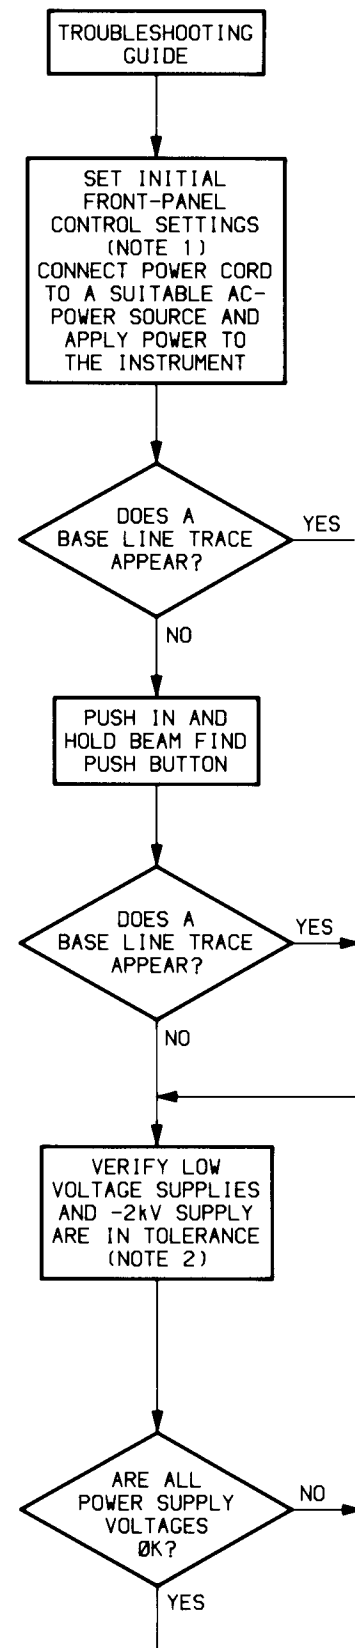 TROUBLESHOOTING
GUIDE
SET INITIAL
FRONT-PANEL
CONTROL SETTINGS
(NOTE 1)
CONNECT POWER CORD
TO A SUITABLE AC-
POWER SOURCE AND
APPLY POWER TO
THE INSTRUMENT
DOES A
BASE LINE TRACE
APPEAR?
YES
NO
PUSH IN AND
HOLD BEAM FIND
PUSH BUTTON
DOES A
BASE LINE TRACE
APPEAR?
YES
NO
VERIFY LOW
VOLTAGE SUPPLIES
AND -2kV SUPPLY
ARE IN TOLERANCE
(NOTE 2)
ARE ALL
POWER SUPPLY
VOLTAGES
ØK?
NO
YES